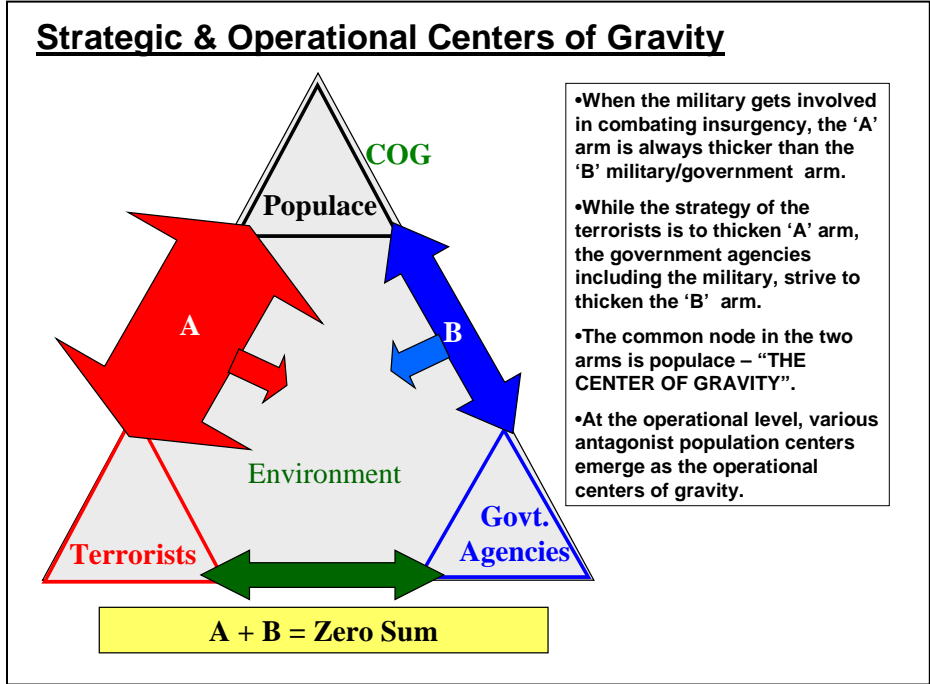 Strategic & Operational Centers of Gravity
COG
Populace
A
B
Environment
Terrorists
Govt.
Agencies
A + B = Zero Sum
•When the military gets involved
in combating insurgency, the ‘A’
arm is always thicker than the
‘B’ military/government arm.
•While the strategy of the
terrorists is to thicken ‘A’ arm,
the government agencies
including the military, strive to
thicken the ‘B’ arm.
•The common node in the two
arms is populace – “THE
CENTER OF GRAVITY”.
•At the operational level, various
antagonist population centers
emerge as the operational
centers of gravity.